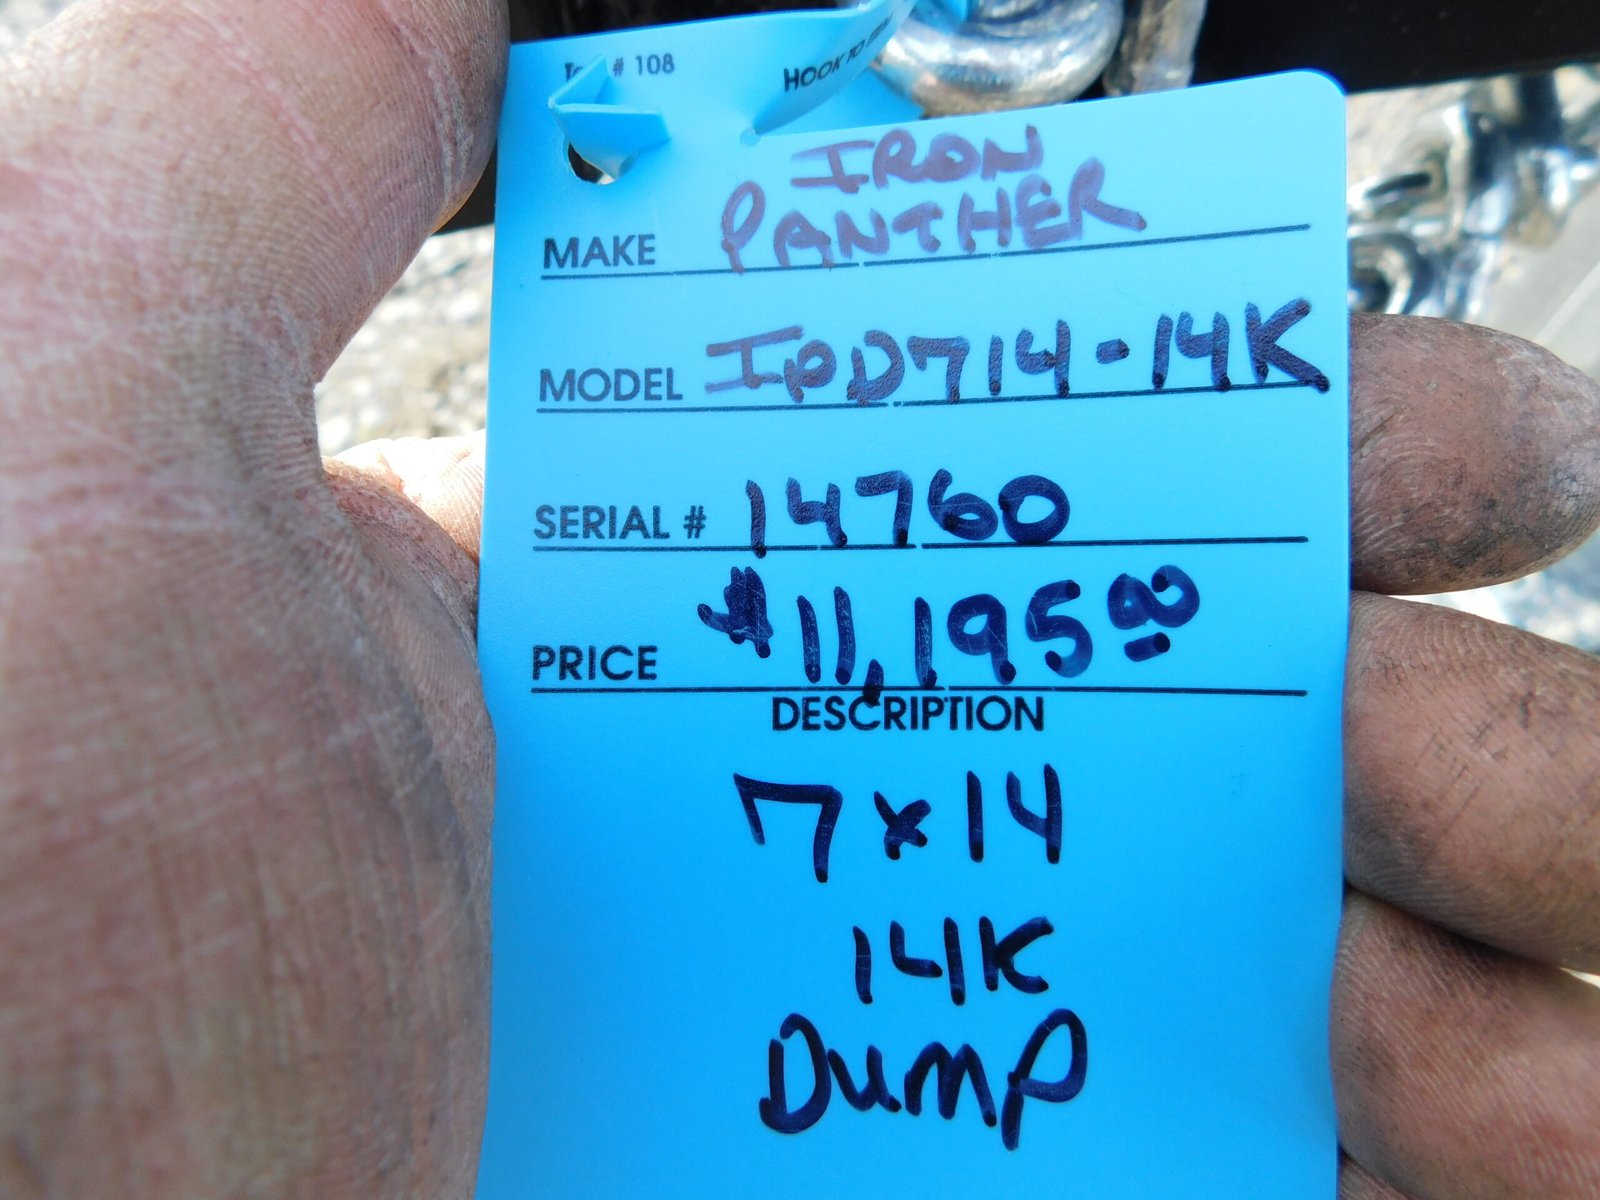 # 108
HOOK TO
MAKE IRON PANTHER
MODEL IPD714-14K
SERIAL # 14760
PRICE $11,195.00
DESCRIPTION
7x14
14K
Dump